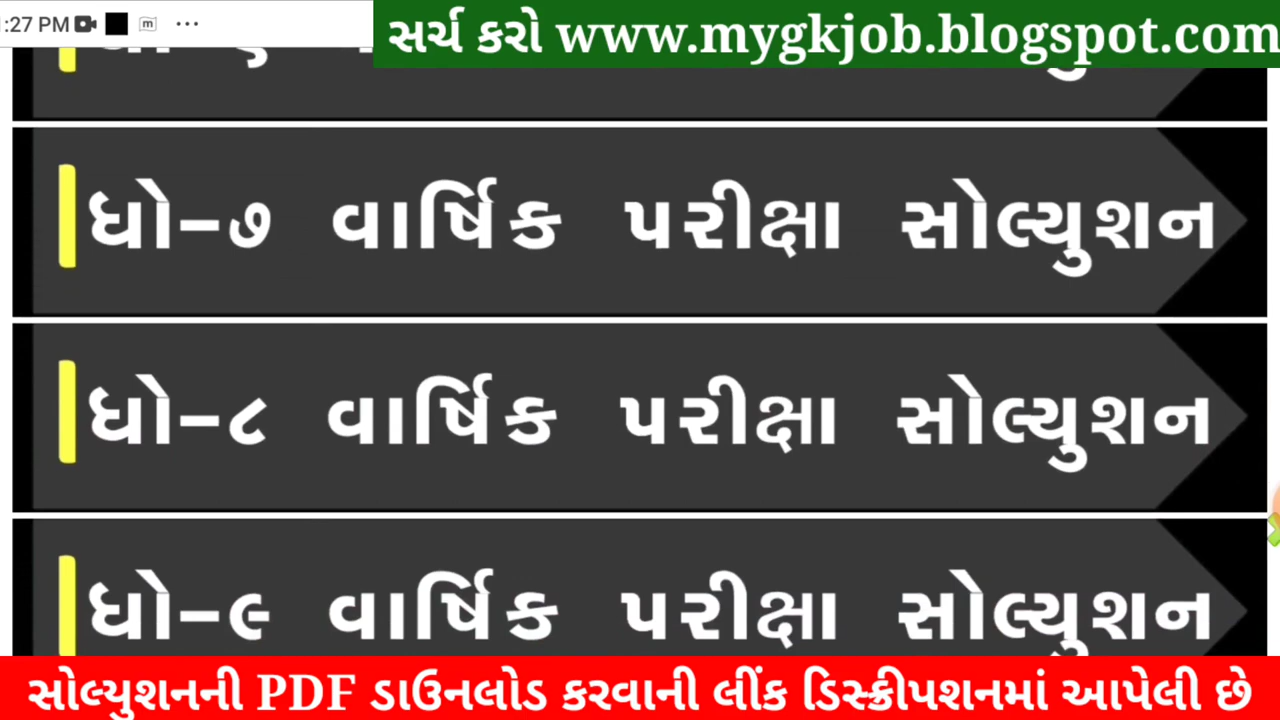 :27 PM
સર્ચ કરો www.mygkjob.blogspot.com
ધો-૭ વાર્ષિક પરીક્ષા સોલ્યુશન
ધો-૮ વાર્ષિક પરીક્ષા સોલ્યુશન
ધો-૯ વાર્ષિક પરીક્ષા સોલ્યુશન
સોલ્યુશનની PDF ડાઉનલોડ કરવાની લીંક ડિસ્ક્રીપશનમાં આપેલી છે